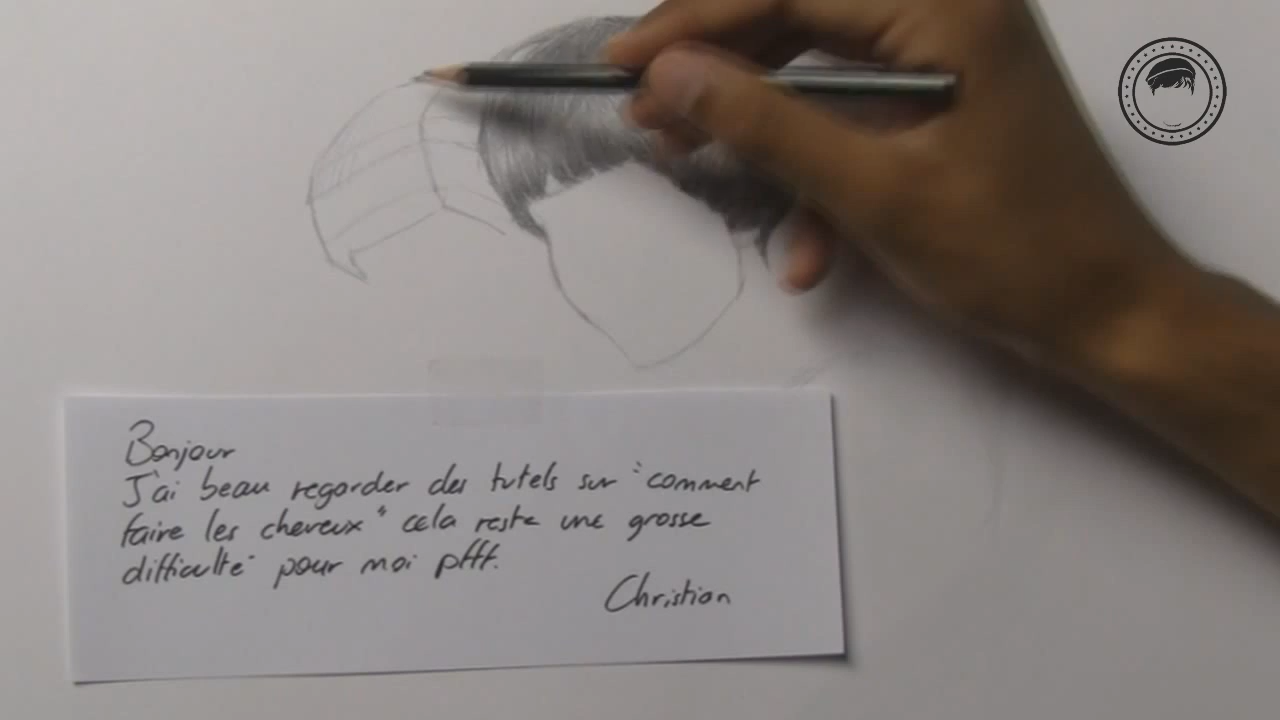 Bonjour
J'ai beau regarder des tutels sur "comment
faire les cheveux" cela reste une grosse
difficulté pour moi pfft.
Christian